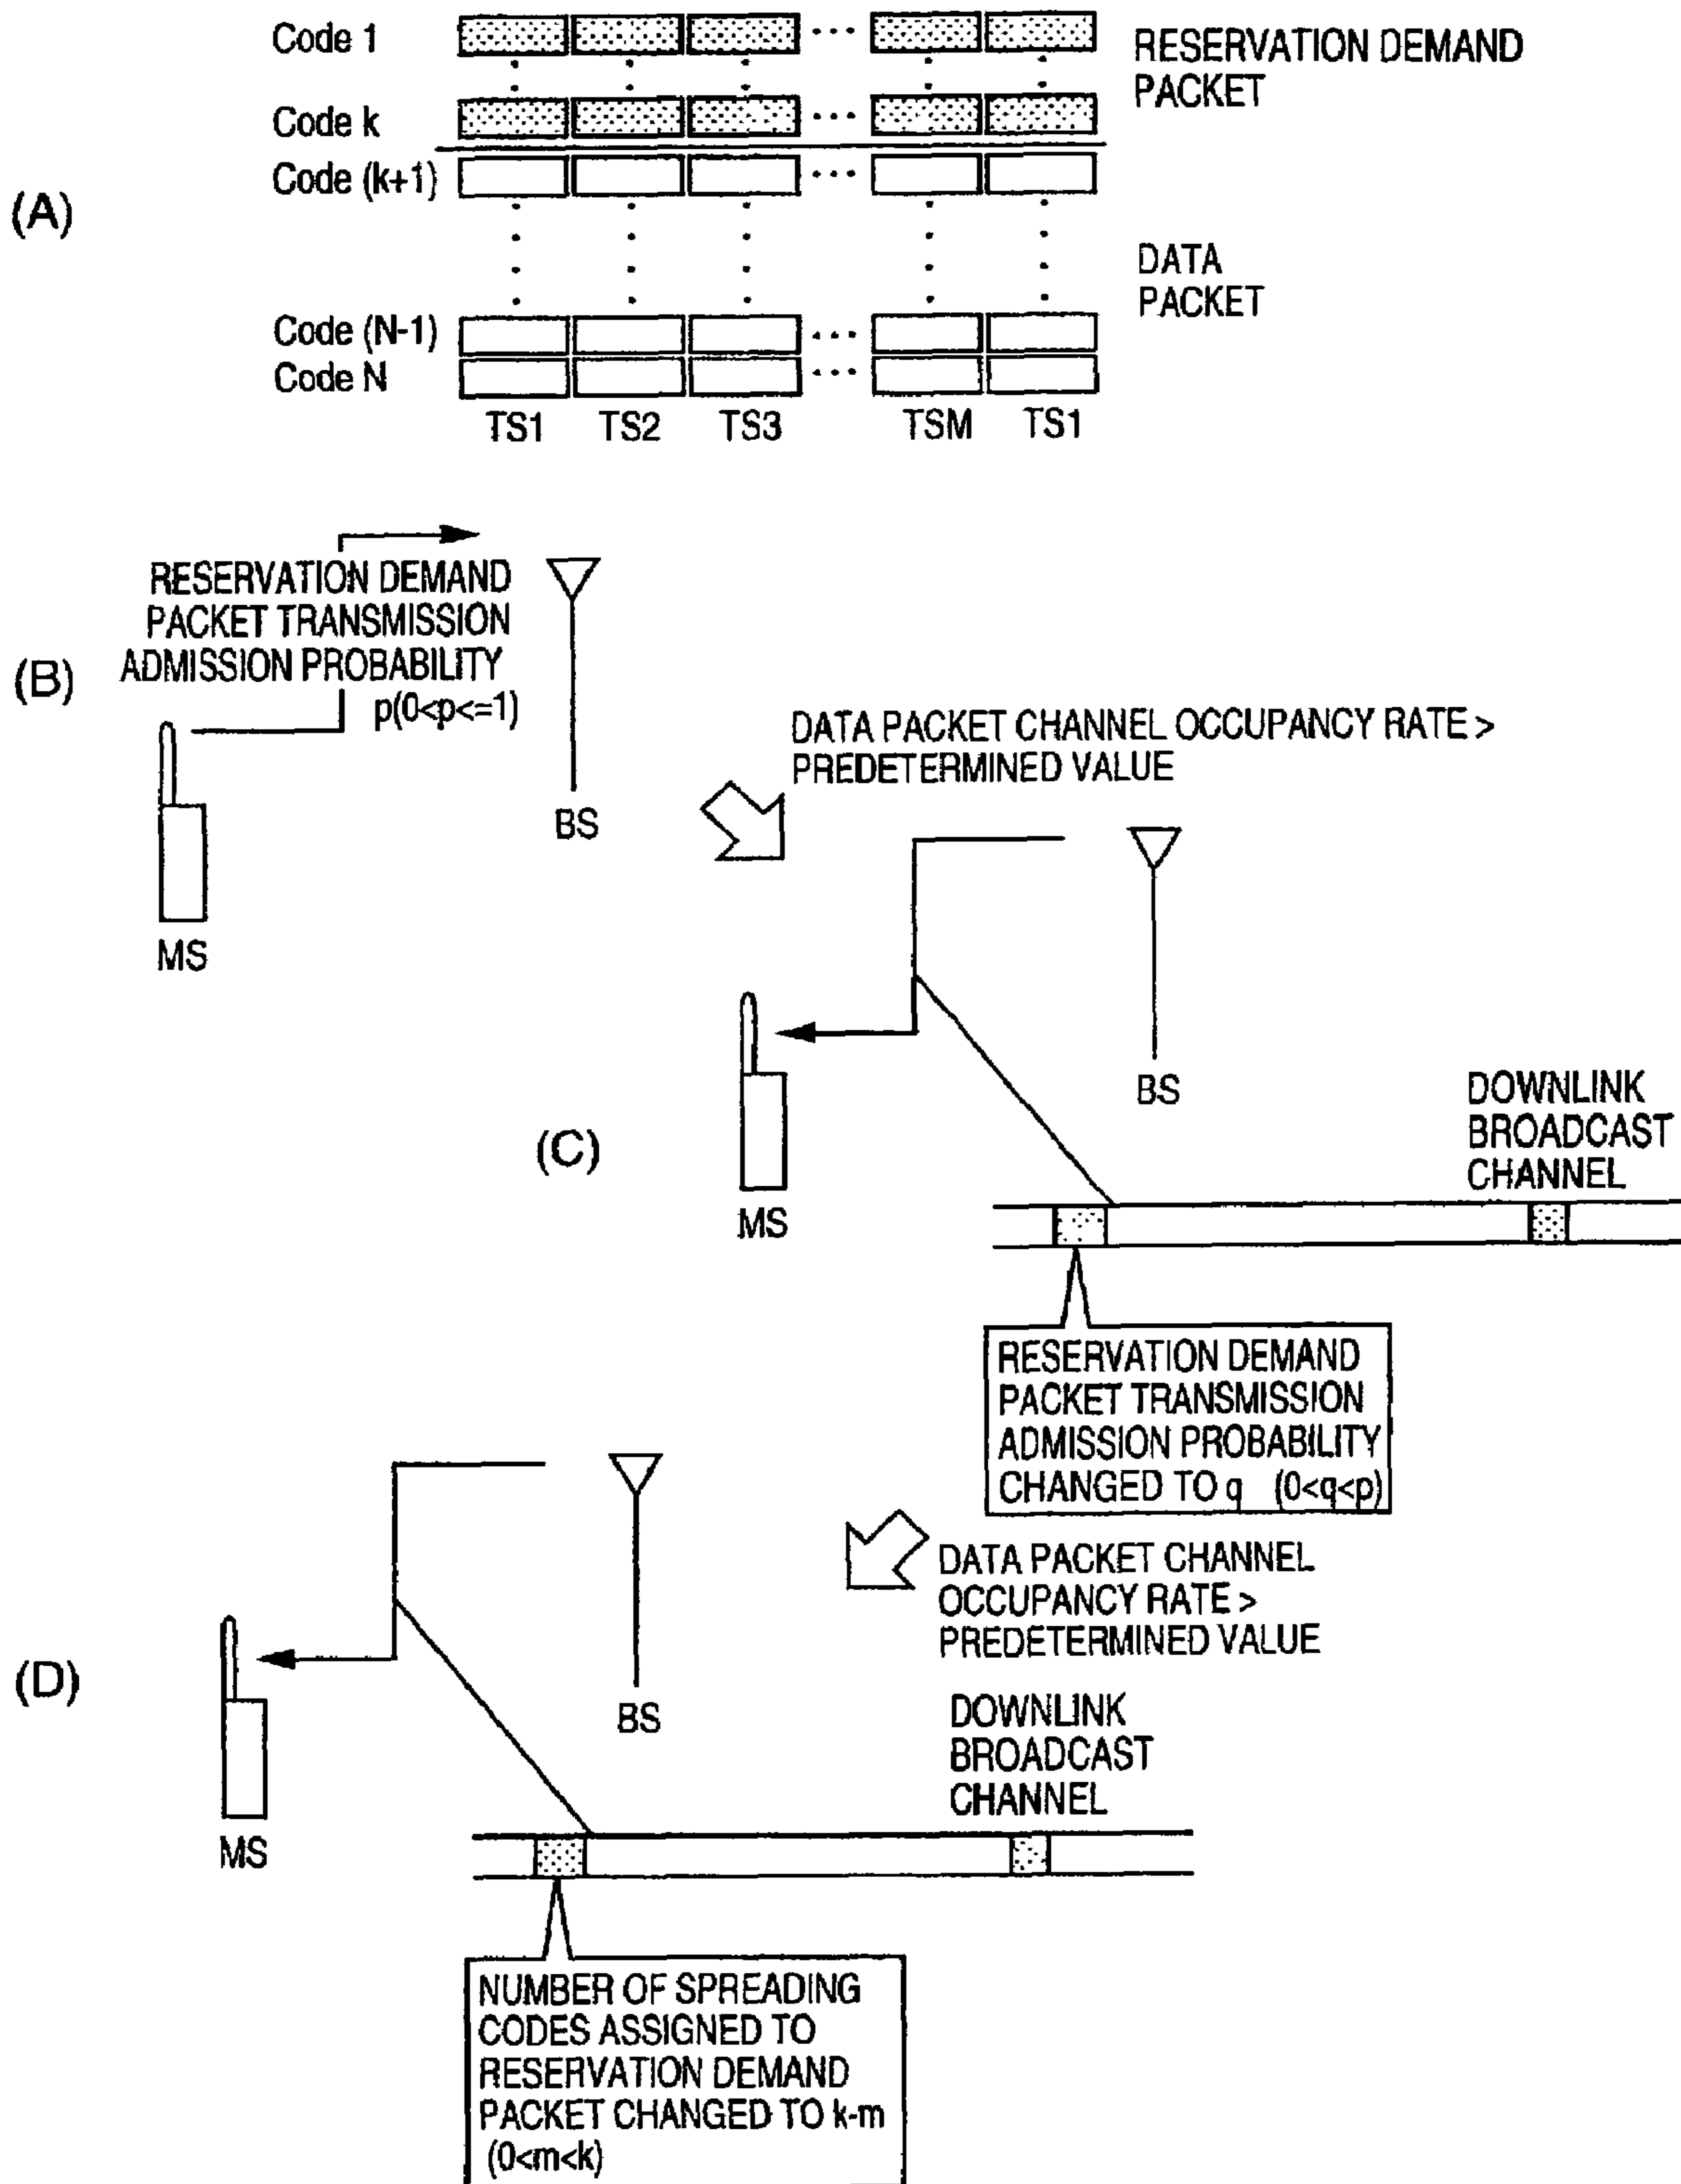 Code 1
RESERVATION DEMAND
PACKET
Code k
Code (k+1)
(A)
DATA
PACKET
Code (N-1)
Code N
TS1 TS2 TS3 TSM TS1
(B)
RESERVATION DEMAND
PACKET TRANSMISSION
ADMISSION PROBABILITY
p(0<p<=1)
BS
MS
DATA PACKET CHANNEL OCCUPANCY RATE >
PREDETERMINED VALUE
(C)
BS
MS
DOWNLINK
BROADCAST
CHANNEL
RESERVATION DEMAND
PACKET TRANSMISSION
ADMISSION PROBABILITY
CHANGED TO q (0<q<p)
DATA PACKET CHANNEL
OCCUPANCY RATE >
PREDETERMINED VALUE
(D)
BS
MS
DOWNLINK
BROADCAST
CHANNEL
NUMBER OF SPREADING
CODES ASSIGNED TO
RESERVATION DEMAND
PACKET CHANGED TO k-m
(0<m<k)